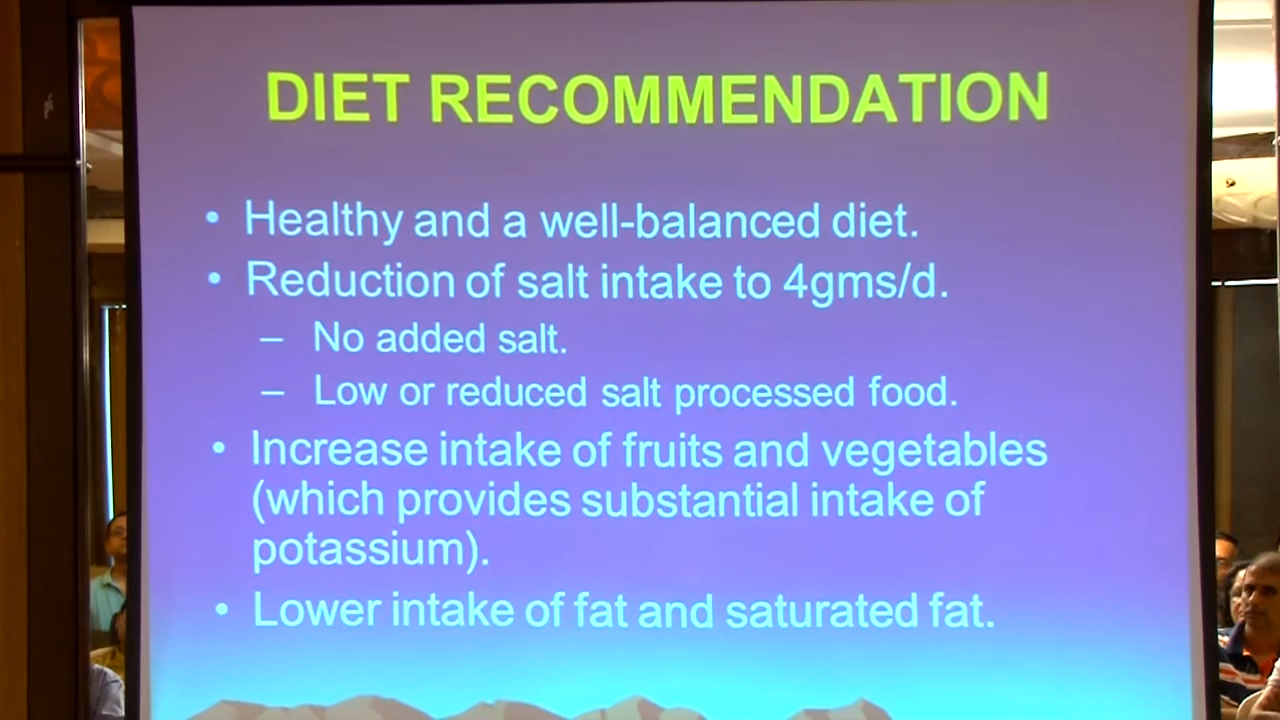 DIET RECOMMENDATION
• Healthy and a well-balanced diet.
• Reduction of salt intake to 4gms/d.
– No added salt.
– Low or reduced salt processed food.
• Increase intake of fruits and vegetables
(which provides substantial intake of
potassium).
• Lower intake of fat and saturated fat.